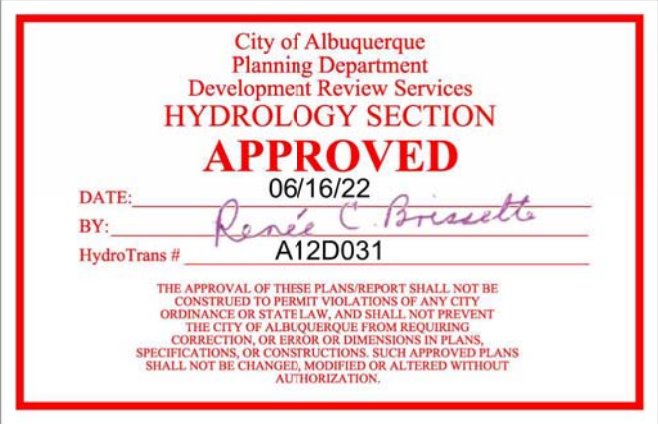 City of Albuquerque
Planning Department
Development Review Services
HYDROLOGY SECTION
APPROVED
DATE: 06/16/22
BY: Renée C. Brissette
HydroTrans # A12D031
THE APPROVAL OF THESE PLANS/REPORT SHALL NOT BE
CONSTRUED TO PERMIT VIOLATIONS OF ANY CITY
ORDINANCE OR STATE LAW, AND SHALL NOT PREVENT
THE CITY OF ALBUQUERQUE FROM REQUIRING
CORRECTION, OR ERROR OR DIMENSIONS IN PLANS,
SPECIFICATIONS, OR CONSTRUCTIONS. SUCH APPROVED PLANS
SHALL NOT BE CHANGED, MODIFIED OR ALTERED WITHOUT
AUTHORIZATION.